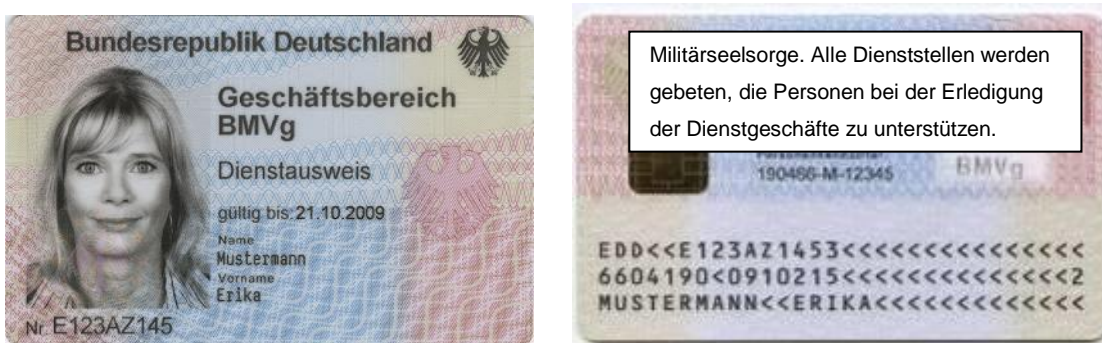 Bundesrepublik Deutschland
Geschäftsbereich
BMVg
Dienstausweis
gültig bis: 21.10.2009
Name
Mustermann
Vorname
Erika
Nr. E123AZ145
Militärseelsorge. Alle Dienststellen werden
gebeten, die Personen bei der Erledigung
der Dienstgeschäfte zu unterstützen.
190466-M-12345
BMVg
EDD<<E123AZ1453<<<<<<<<<<<<<<<
6604190<0910215<<<<<<<<<<<<<<2
MUSTERMANN<<ERIKA<<<<<<<<<<<<<